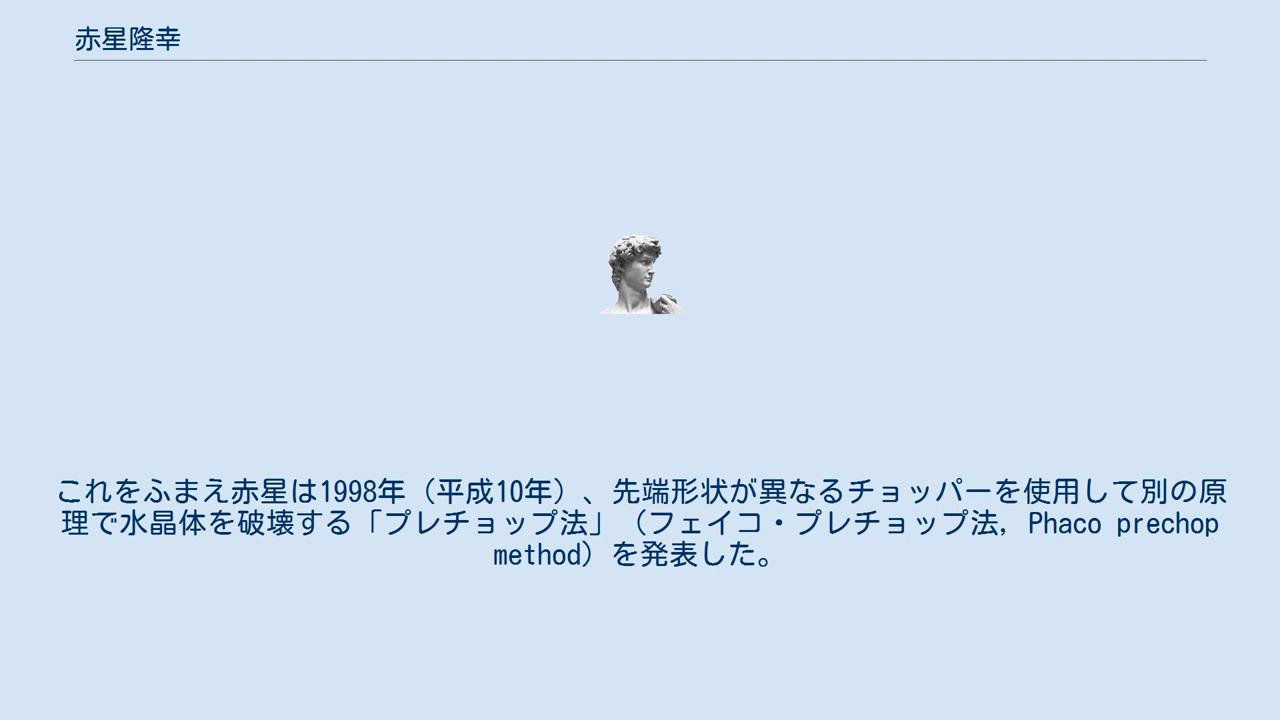 赤星隆幸
これをふまえ赤星は1998年（平成10年）、先端形状が異なるチョッパーを使用して別の原
理で水晶体を破壊する「プレチョップ法」（フェイコ・プレチョップ法, Phaco prechop
method）を発表した。